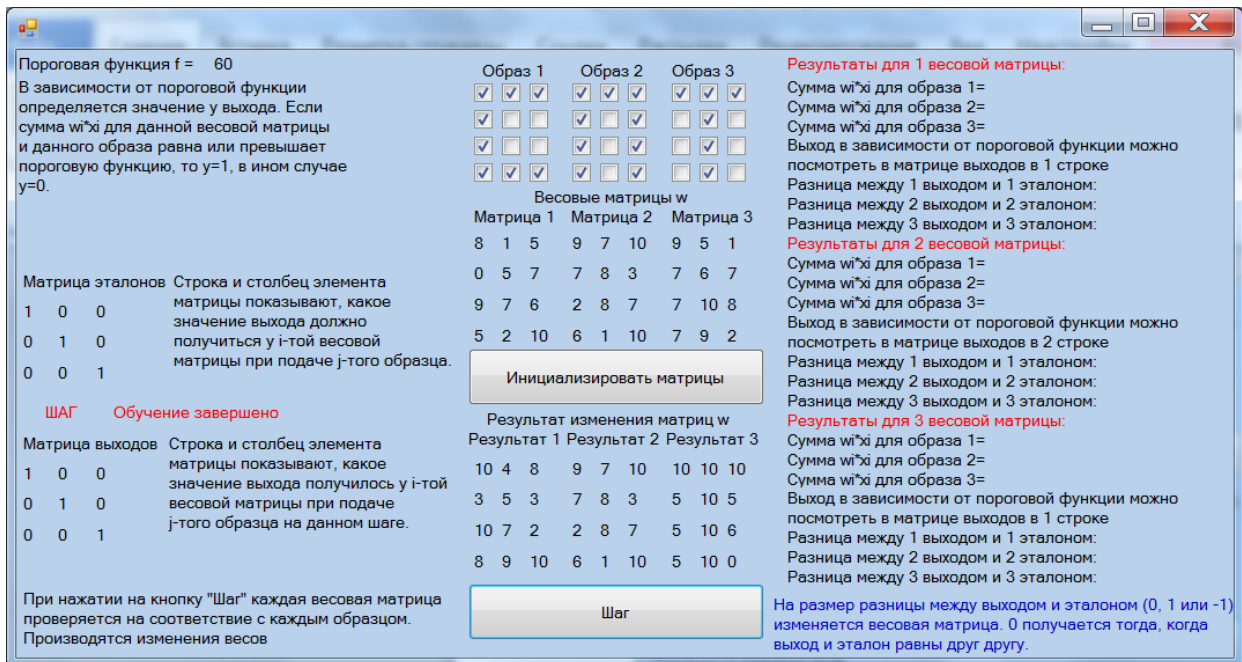 Пороговая функция f = 60
В зависимости от пороговой функции
определяется значение y выхода. Если
сумма wi*xi для данной весовой матрицы
и данного образа равна или превышает
пороговую функцию, то y=1, в ином случае
y=0.
Матрица эталонов
1 0 0
0 1 0
0 0 1
Строка и столбец элемента
матрицы показывают, какое
значение выхода должно
получиться у i-той весовой
матрицы при подаче j-того образца.
ШАГ Обучение завершено
Матрица выходов
1 0 0
0 1 0
0 0 1
Строка и столбец элемента
матрицы показывают, какое
значение выхода получилось у i-той
весовой матрицы при подаче
j-того образца на данном шаге.
При нажатии на кнопку "Шаг" каждая весовая матрица
проверяется на соответствие с каждым образцом.
Производятся изменения весов
Образ 1 Образ 2 Образ 3
Весовые матрицы w
Матрица 1 Матрица 2 Матрица 3
8 1 5 9 7 10 9 5 1
0 5 7 7 8 3 7 6 7
9 7 6 2 8 7 7 10 8
5 2 10 6 1 10 7 9 2
Инициализировать матрицы
Результат изменения матриц w
Результат 1 Результат 2 Результат 3
10 4 8 9 7 10 10 10 10
3 5 3 7 8 3 5 10 5
10 7 2 2 8 7 5 10 6
8 9 10 6 1 10 5 10 0
Шаг
Результаты для 1 весовой матрицы:
Сумма wi*xi для образа 1=
Сумма wi*xi для образа 2=
Сумма wi*xi для образа 3=
Выход в зависимости от пороговой функции можно
посмотреть в матрице выходов в 1 строке
Разница между 1 выходом и 1 эталоном:
Разница между 2 выходом и 2 эталоном:
Разница между 3 выходом и 3 эталоном:
Результаты для 2 весовой матрицы:
Сумма wi*xi для образа 1=
Сумма wi*xi для образа 2=
Сумма wi*xi для образа 3=
Выход в зависимости от пороговой функции можно
посмотреть в матрице выходов в 2 строке
Разница между 1 выходом и 1 эталоном:
Разница между 2 выходом и 2 эталоном:
Разница между 3 выходом и 3 эталоном:
Результаты для 3 весовой матрицы:
Сумма wi*xi для образа 1=
Сумма wi*xi для образа 2=
Сумма wi*xi для образа 3=
Выход в зависимости от пороговой функции можно
посмотреть в матрице выходов в 1 строке
Разница между 1 выходом и 1 эталоном:
Разница между 2 выходом и 2 эталоном:
Разница между 3 выходом и 3 эталоном:
На размер разницы между выходом и эталоном (0, 1 или -1)
изменяется весовая матрица. 0 получается тогда, когда
выход и эталон равны друг другу.